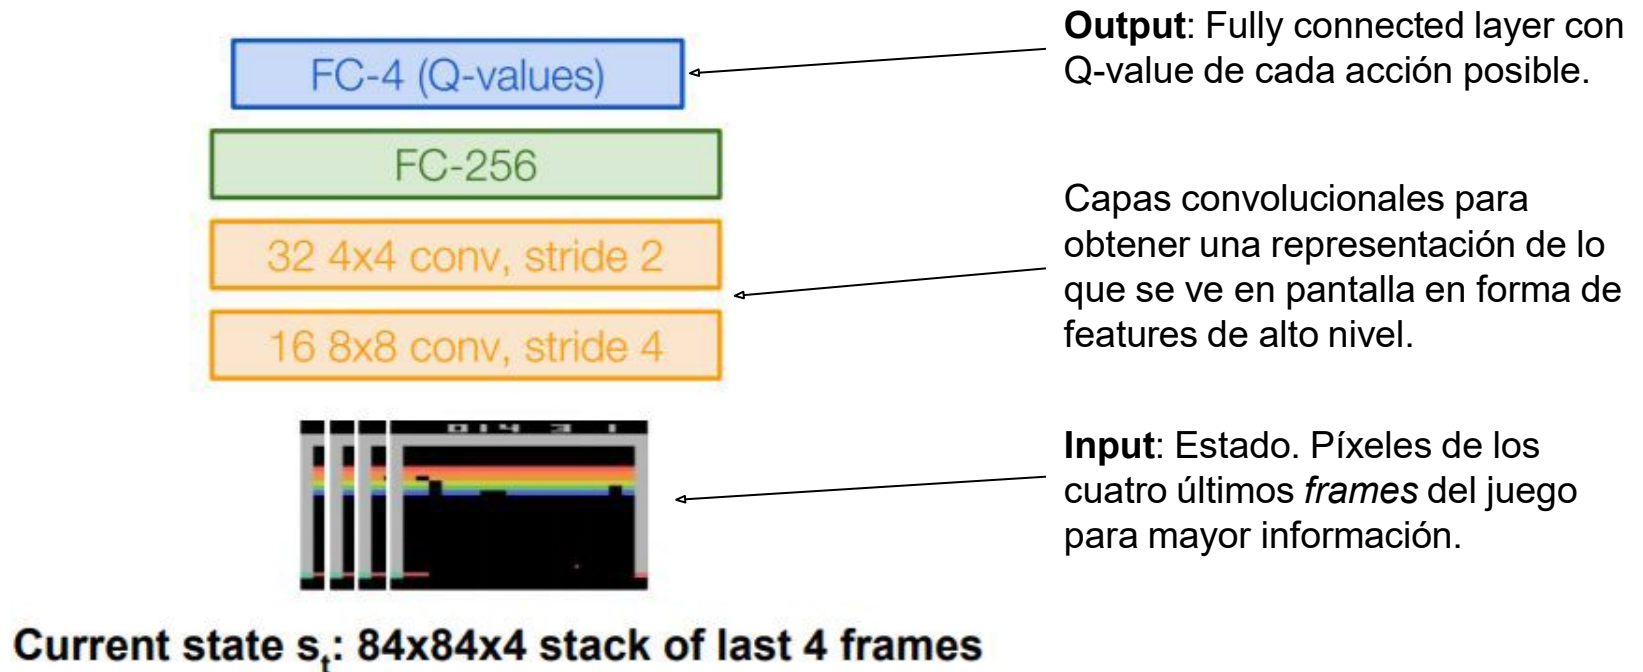 FC-4 (Q-values)
FC-256
32 4x4 conv, stride 2
16 8x8 conv, stride 4
014 3 1
Current state sₜ: 84x84x4 stack of last 4 frames
Output: Fully connected layer con
Q-value de cada acción posible.
Capas convolucionales para
obtener una representación de lo
que se ve en pantalla en forma de
features de alto nivel.
Input: Estado. Píxeles de los
cuatro últimos frames del juego
para mayor información.